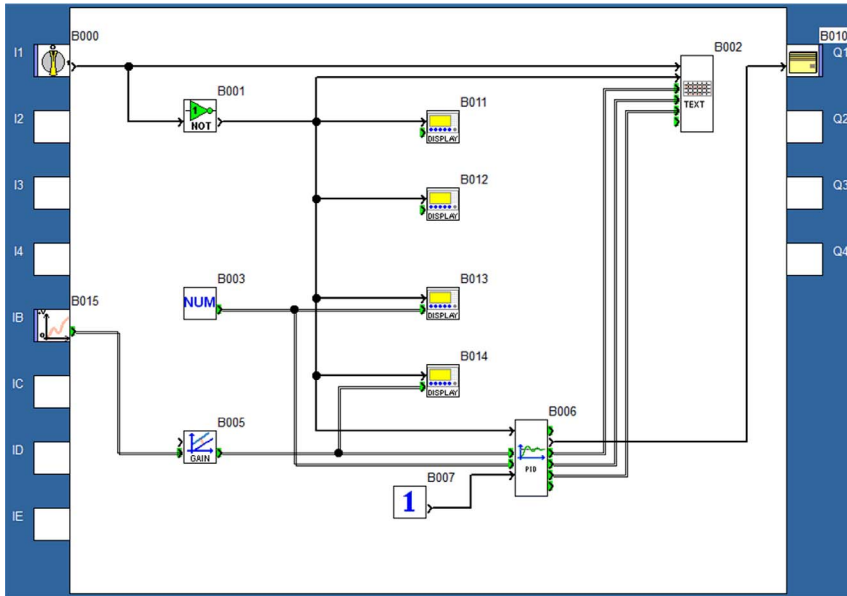 I1
B000
B002
B010
Q1
B001
1
NOT
TEXT
B011
DISPLAY
I2
Q2
B012
DISPLAY
I3
Q3
I4
Q4
B003
NUM
B013
DISPLAY
IB
B015
B014
DISPLAY
IC
B005
GAIN
B006
PID
ID
B007
1
IE